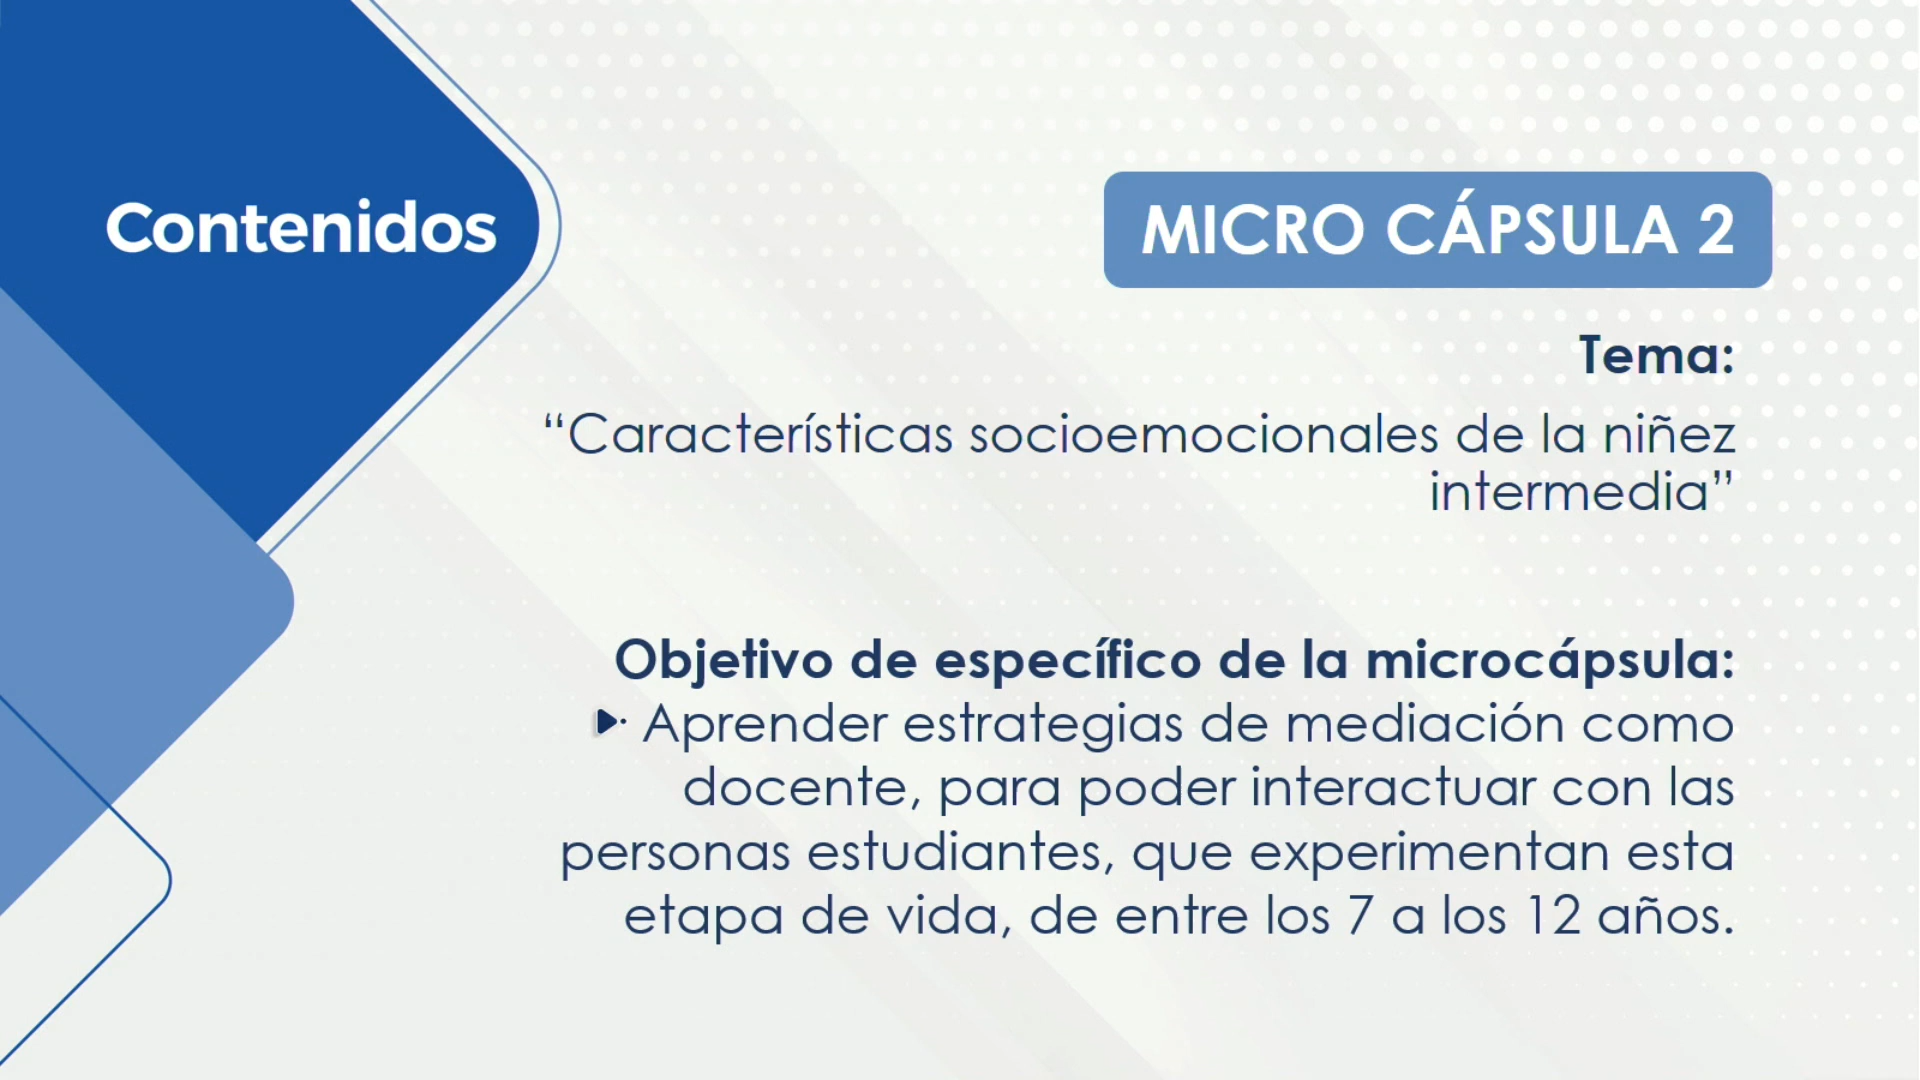 Contenidos
MICRO CÁPSULA 2
Tema:
“Características socioemocionales de la niñez
intermedia”
Objetivo de específico de la microcápsula:
· Aprender estrategias de mediación como
docente, para poder interactuar con las
personas estudiantes, que experimentan esta
etapa de vida, de entre los 7 a los 12 años.